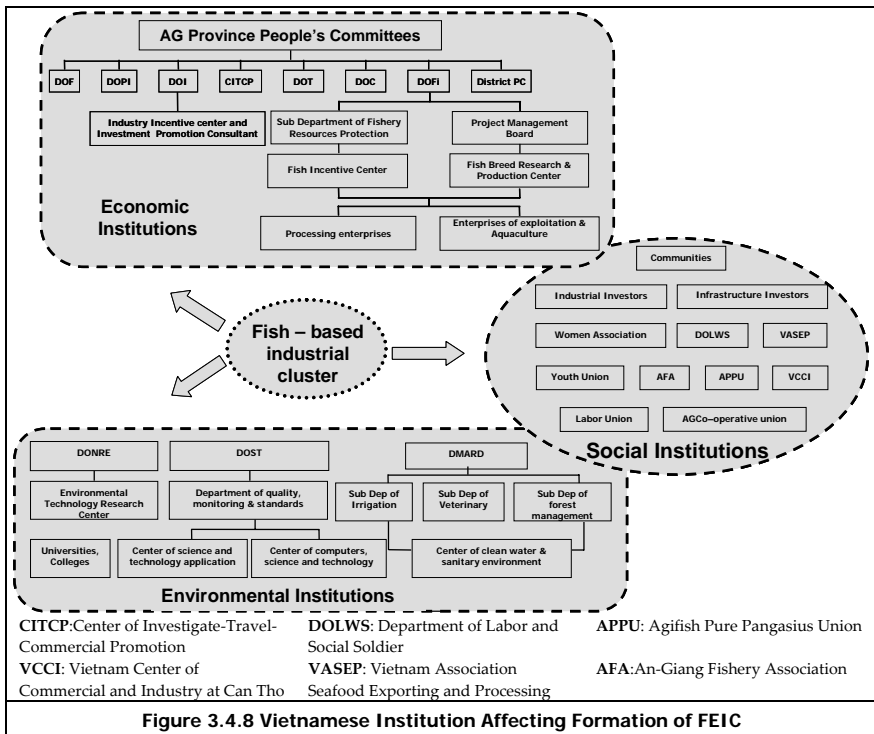 AG Province People's Committees
DOF
DOPI
DOI
CITCP
DOT
DOC
DOFi
District PC
Industry Incentive center and
Investment Promotion Consultant
Sub Department of Fishery
Resources Protection
Project Management
Board
Fish Incentive Center
Fish Breed Research &
Production Center
Economic
Institutions
Processing enterprises
Enterprises of exploitation &
Aquaculture
Communities
Industrial Investors
Infrastructure Investors
Women Association
DOLWS
VASEP
Youth Union
AFA
APPU
VCCI
Labor Union
AGCo–operative union
Social Institutions
Fish – based
industrial
cluster
DONRE
DOST
DMARD
Environmental
Technology Research
Center
Department of quality,
monitoring & standards
Sub Dep of
Irrigation
Sub Dep of
Veterinary
Sub Dep of
forest
management
Universities,
Colleges
Center of science and
technology application
Center of computers,
science and technology
Center of clean water &
sanitary environment
Environmental Institutions
CITCP:Center of Investigate-Travel-
Commercial Promotion
DOLWS: Department of Labor and
Social Soldier
APPU: Agifish Pure Pangasius Union
VCCI: Vietnam Center of
Commercial and Industry at Can Tho
VASEP: Vietnam Association
Seafood Exporting and Processing
AFA:An-Giang Fishery Association
Figure 3.4.8 Vietnamese Institution Affecting Formation of FEIC